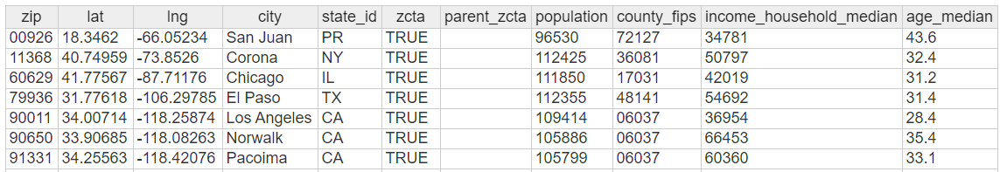 zip lat lng city state_id zcta parent_zcta population county_fips income_household_median age_median
00926 18.3462 -66.05234 San Juan PR TRUE 96530 72127 34781 43.6
11368 40.74959 -73.8526 Corona NY TRUE 112425 36081 50797 32.4
60629 41.77567 -87.71176 Chicago IL TRUE 111850 17031 42019 31.2
79936 31.77618 -106.29785 El Paso TX TRUE 112355 48141 54692 31.4
90011 34.00714 -118.25874 Los Angeles CA TRUE 109414 06037 36954 28.4
90650 33.90685 -118.08263 Norwalk CA TRUE 105886 06037 66453 35.4
91331 34.25563 -118.42076 Pacoima CA TRUE 105799 06037 60360 33.1